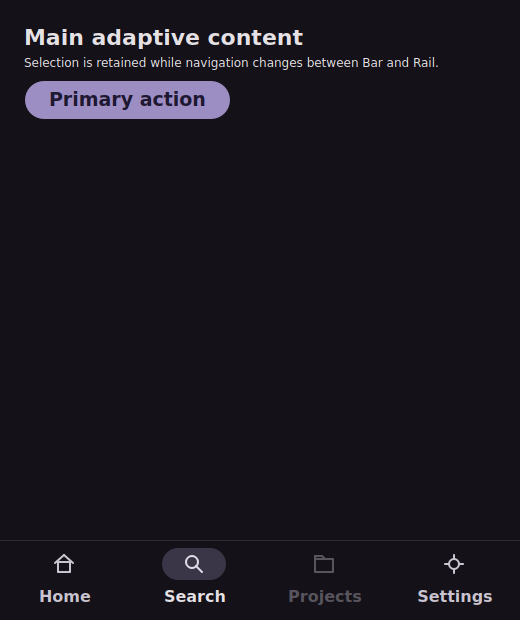 Main adaptive content
Selection is retained while navigation changes between Bar and Rail.
Primary action
Home
Search
Projects
Settings